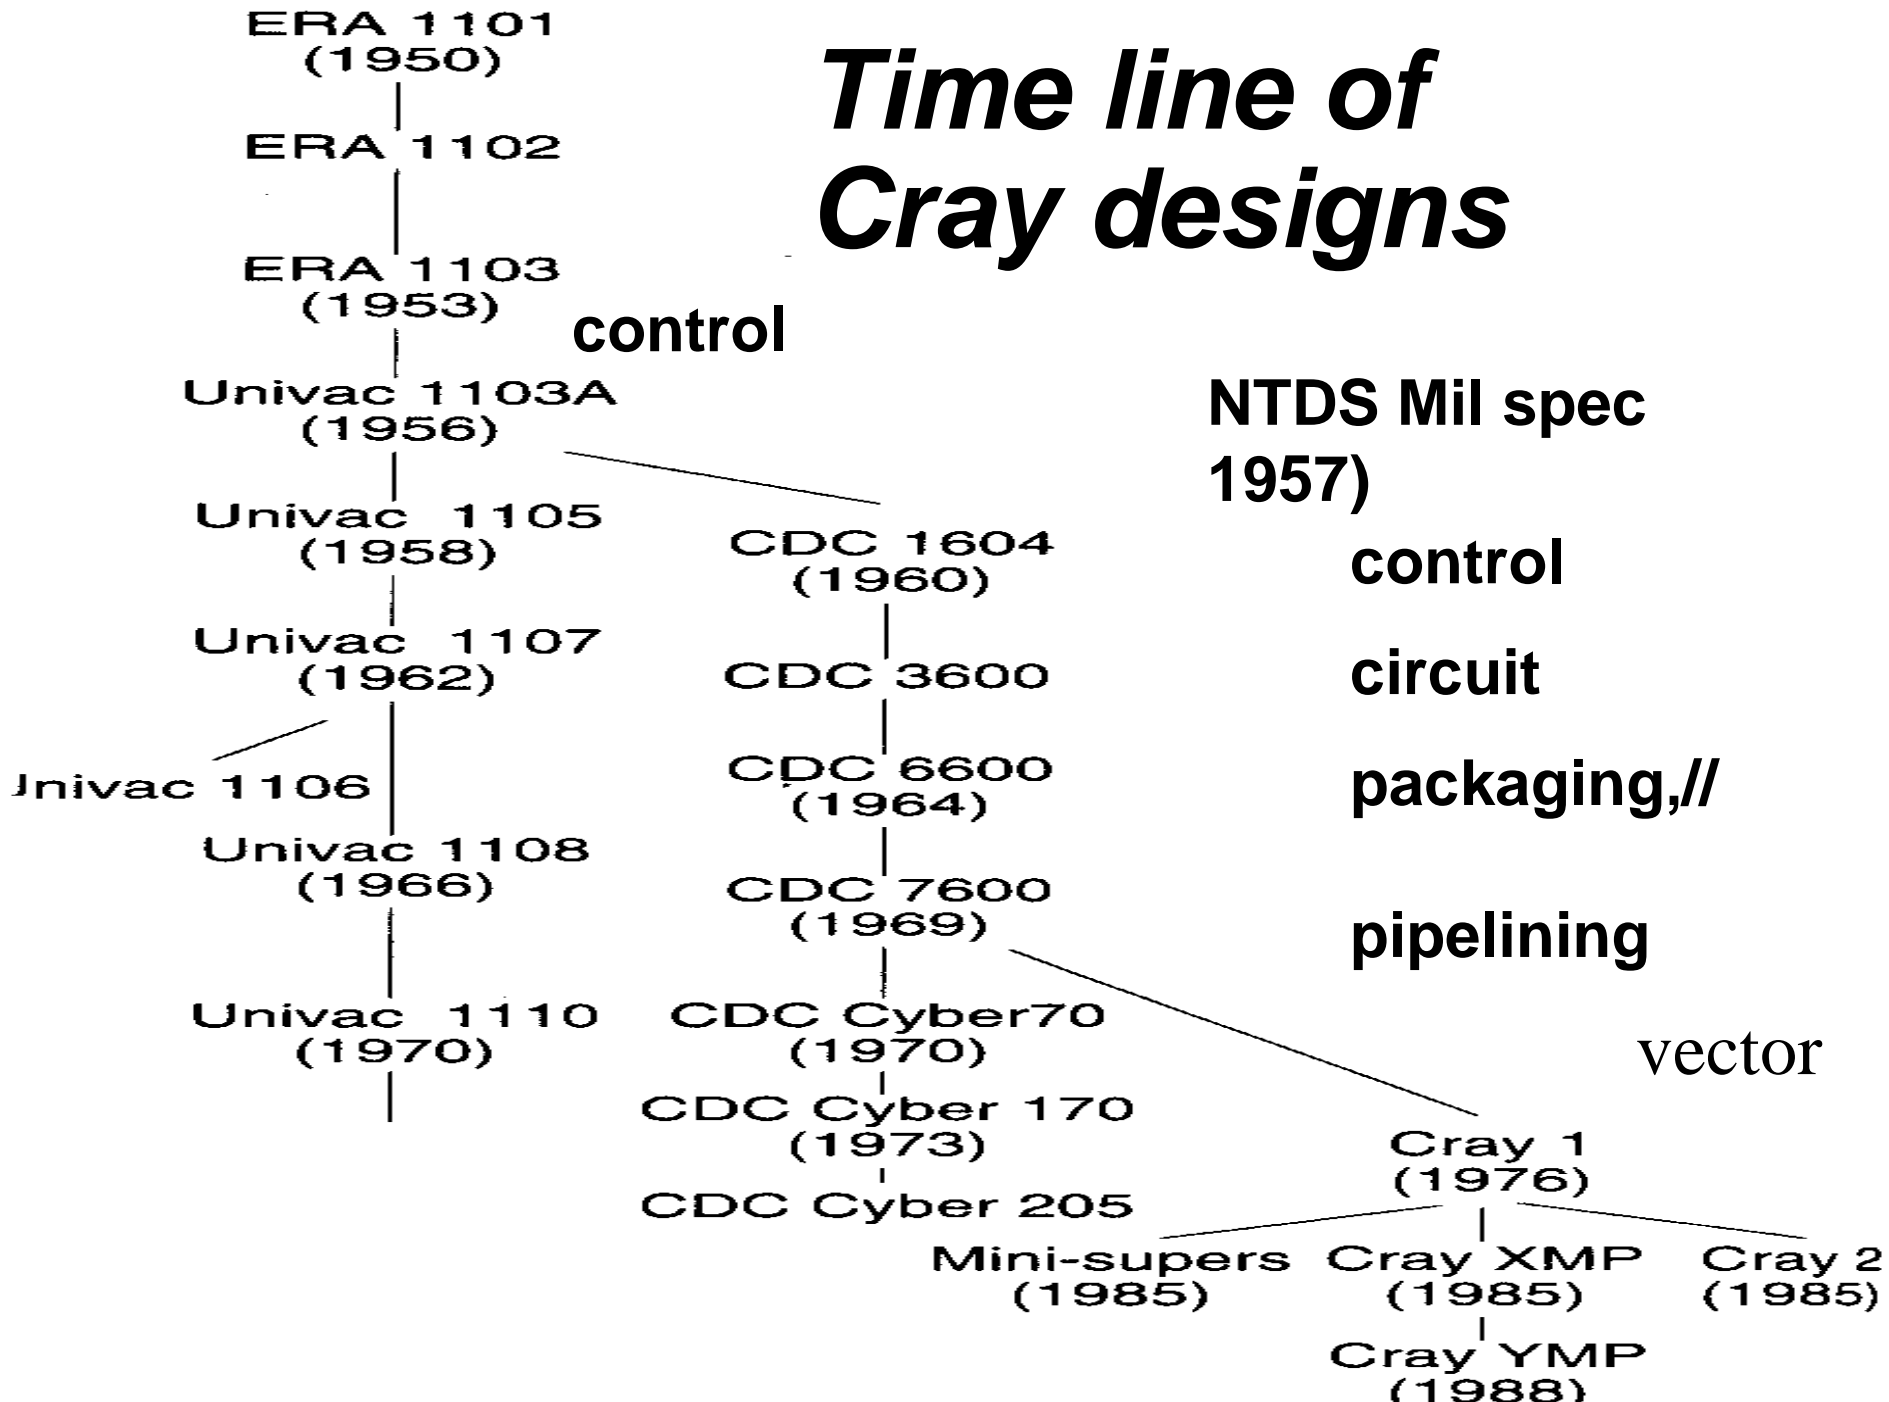 Time line of
Cray designs
ERA 1101
(1950)
ERA 1102
ERA 1103
(1953)
control
Univac 1103A
(1956)
NTDS Mil spec
1957)
Univac 1105
(1958)
CDC 1604
(1960)
control
Univac 1107
(1962)
CDC 3600
circuit
Jnivac 1106
CDC 6600
(1964)
packaging,//
Univac 1108
(1966)
CDC 7600
(1969)
pipelining
Univac 1110
(1970)
CDC Cyber70
(1970)
vector
CDC Cyber 170
(1973)
Cray 1
(1976)
CDC Cyber 205
Mini-supers
(1985)
Cray XMP
(1985)
Cray 2
(1985)
Cray YMP
(1988)